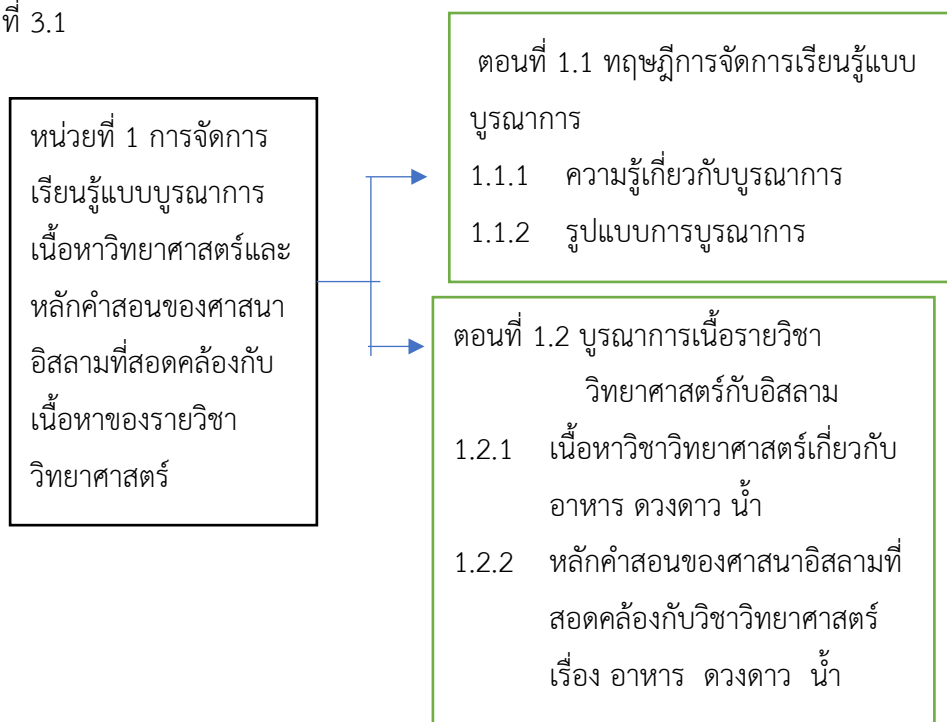 ที่ 3.1
หน่วยที่ 1 การจัดการ
เรียนรู้แบบบูรณาการ
เนื้อหาวิทยาศาสตร์และ
หลักคำสอนของศาสนา
อิสลามที่สอดคล้องกับ
เนื้อหาของรายวิชา
วิทยาศาสตร์
ตอนที่ 1.1 ทฤษฎีการจัดการเรียนรู้แบบ
บูรณาการ
1.1.1 ความรู้เกี่ยวกับบูรณาการ
1.1.2 รูปแบบการบูรณาการ
ตอนที่ 1.2 บูรณาการเนื้อรายวิชา
วิทยาศาสตร์กับอิสลาม
1.2.1 เนื้อหาวิชาวิทยาศาสตร์เกี่ยวกับ
อาหาร ดวงดาว น้ำ
1.2.2 หลักคำสอนของศาสนาอิสลามที่
สอดคล้องกับวิชาวิทยาศาสตร์
เรื่อง อาหาร ดวงดาว น้ำ